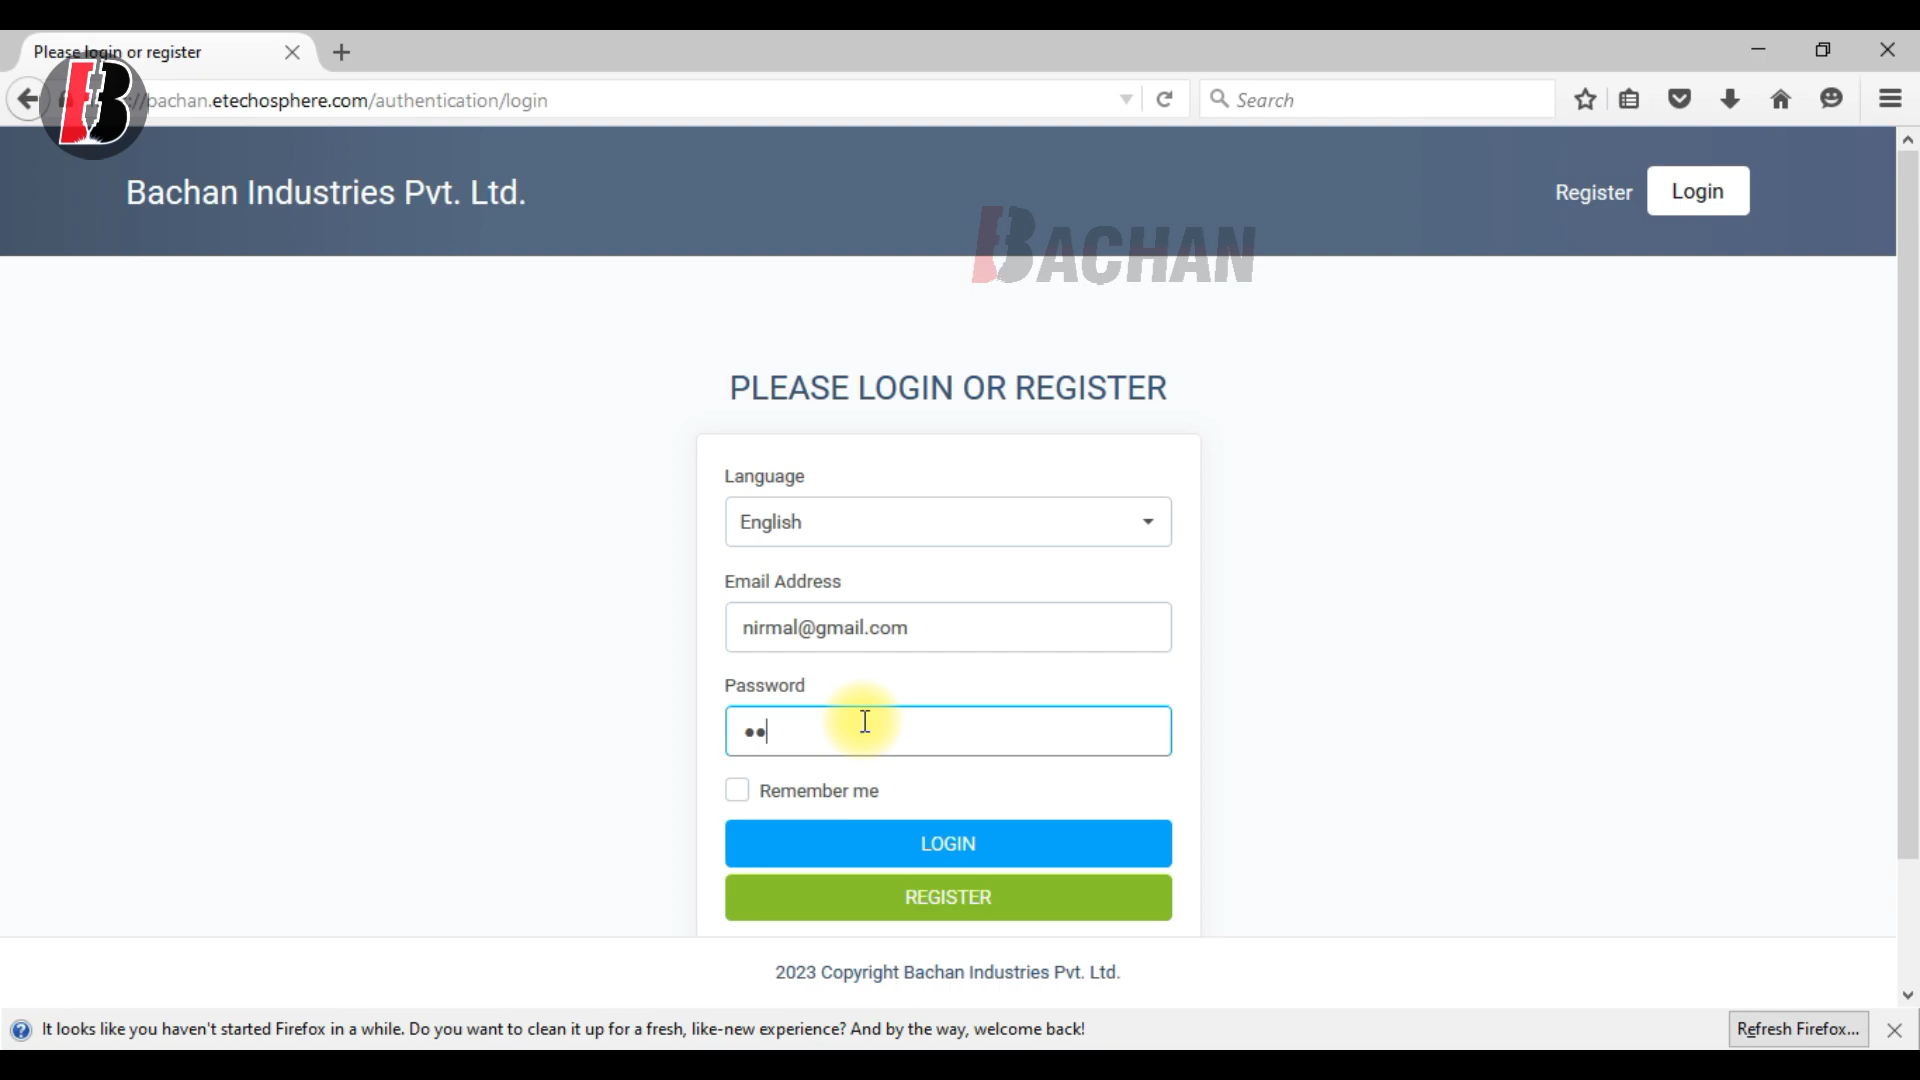 Please login or register
bachan.etechosphere.com/authentication/login
Search
Bachan Industries Pvt. Ltd.
Register
Login
BACHAN
PLEASE LOGIN OR REGISTER
Language
English
Email Address
nirmal@gmail.com
Password
Remember me
LOGIN
REGISTER
2023 Copyright Bachan Industries Pvt. Ltd.
It looks like you haven't started Firefox in a while. Do you want to clean it up for a fresh, like-new experience? And by the way, welcome back!
Refresh Firefox...